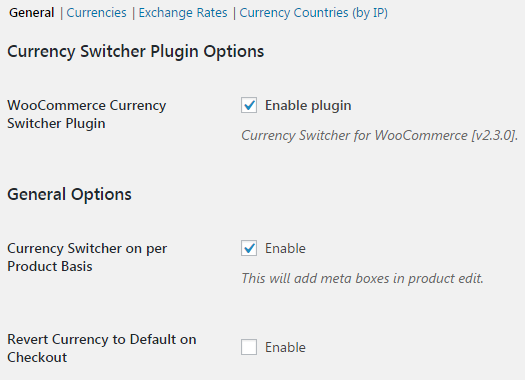 General | Currencies | Exchange Rates | Currency Countries (by IP)
Currency Switcher Plugin Options
WooCommerce Currency
Switcher Plugin
Enable plugin
Currency Switcher for WooCommerce [v2.3.0].
General Options
Currency Switcher on per
Product Basis
Enable
This will add meta boxes in product edit.
Revert Currency to Default on
Checkout
Enable